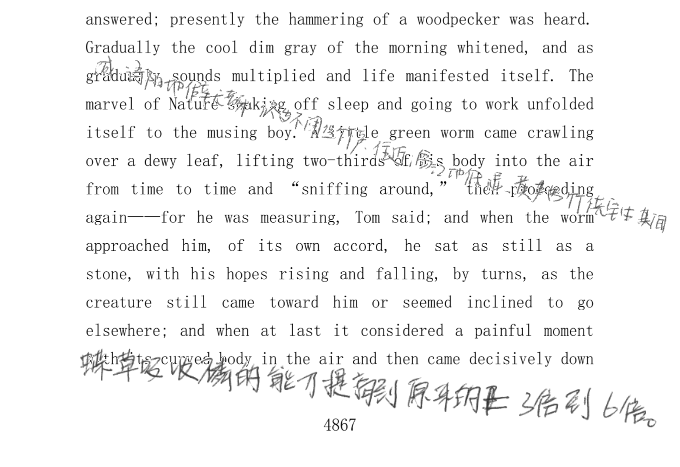 answered; presently the hammering of a woodpecker was heard.
Gradually the cool dim gray of the morning whitened, and as
gradually sounds multiplied and life manifested itself. The
marvel of Nature shaking off sleep and going to work unfolded
itself to the musing boy. A little green worm came crawling
over a dewy leaf, lifting two-thirds of his body into the air
from time to time and “sniffing around,” then proceeding
again——for he was measuring, Tom said; and when the worm
approached him, of its own accord, he sat as still as a
stone, with his hopes rising and falling, by turns, as the
creature still came toward him or seemed inclined to go
elsewhere; and when at last it considered a painful moment
with its curved body in the air and then came decisively down
草吸收磷的能力提高到原来的 3倍到6倍。
4867